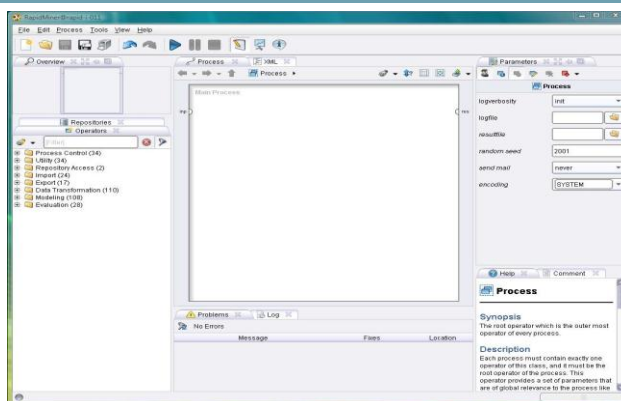 File Edit Process Tools View Help
Overview
Repositories
Operators
[Filter]
Process Control (34)
Utility (34)
Repository Access (2)
Import (24)
Export (17)
Data Transformation (110)
Modeling (108)
Evaluation (28)
Process XML
Process
Main Process
inp
res
Problems Log
No Errors
Message Fixes Location
Parameters
Process
logverbosity init
logfile
resultfile
random seed 2001
send mail never
encoding SYSTEM
Help Comment
Process
Synopsis
The root operator which is the outer most
operator of every process.
Description
Each process must contain exactly one
operator of this class, and it must be the
root operator of the process. This
operator provides a set of parameters that
are of global relevance to the process like